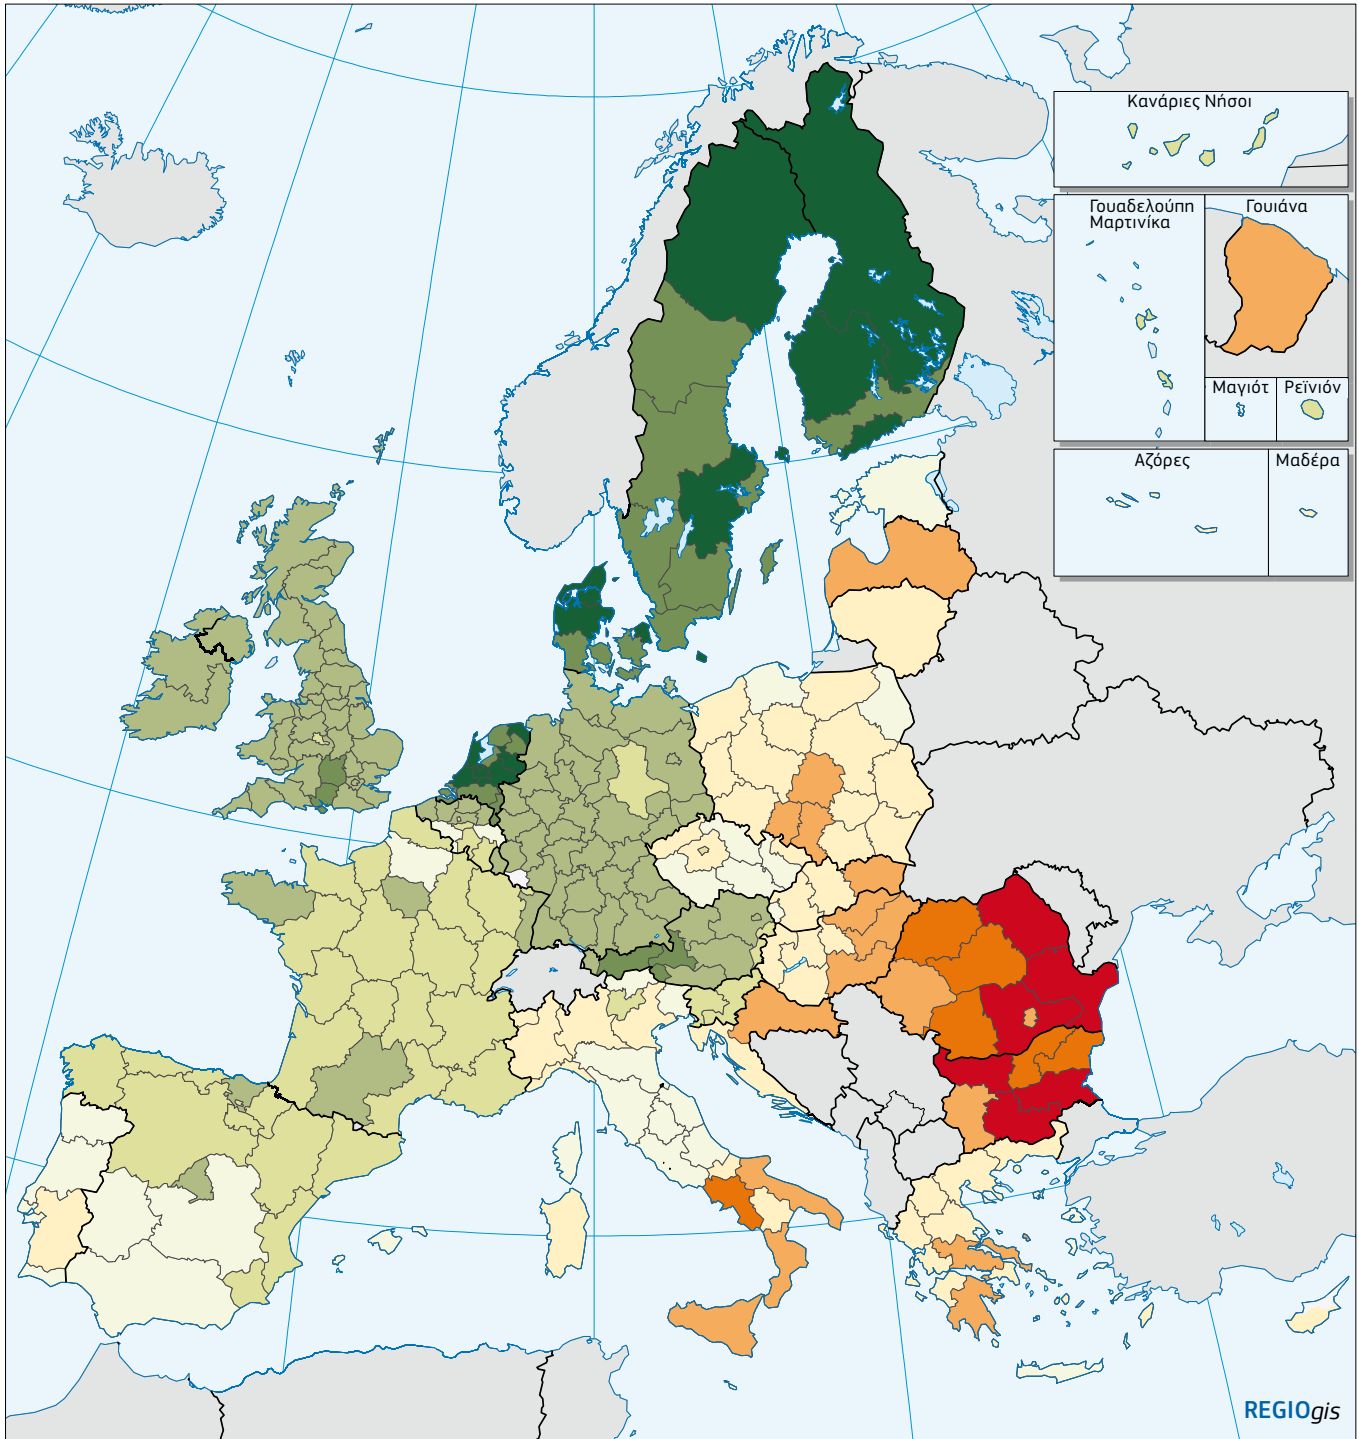 Κανάριες Νήσοι
Γουαδελούπη
Μαρτινίκα
Γουιάνα
Μαγιότ
Ρεϊνιόν
Αζόρες
Μαδέρα
REGIOgis